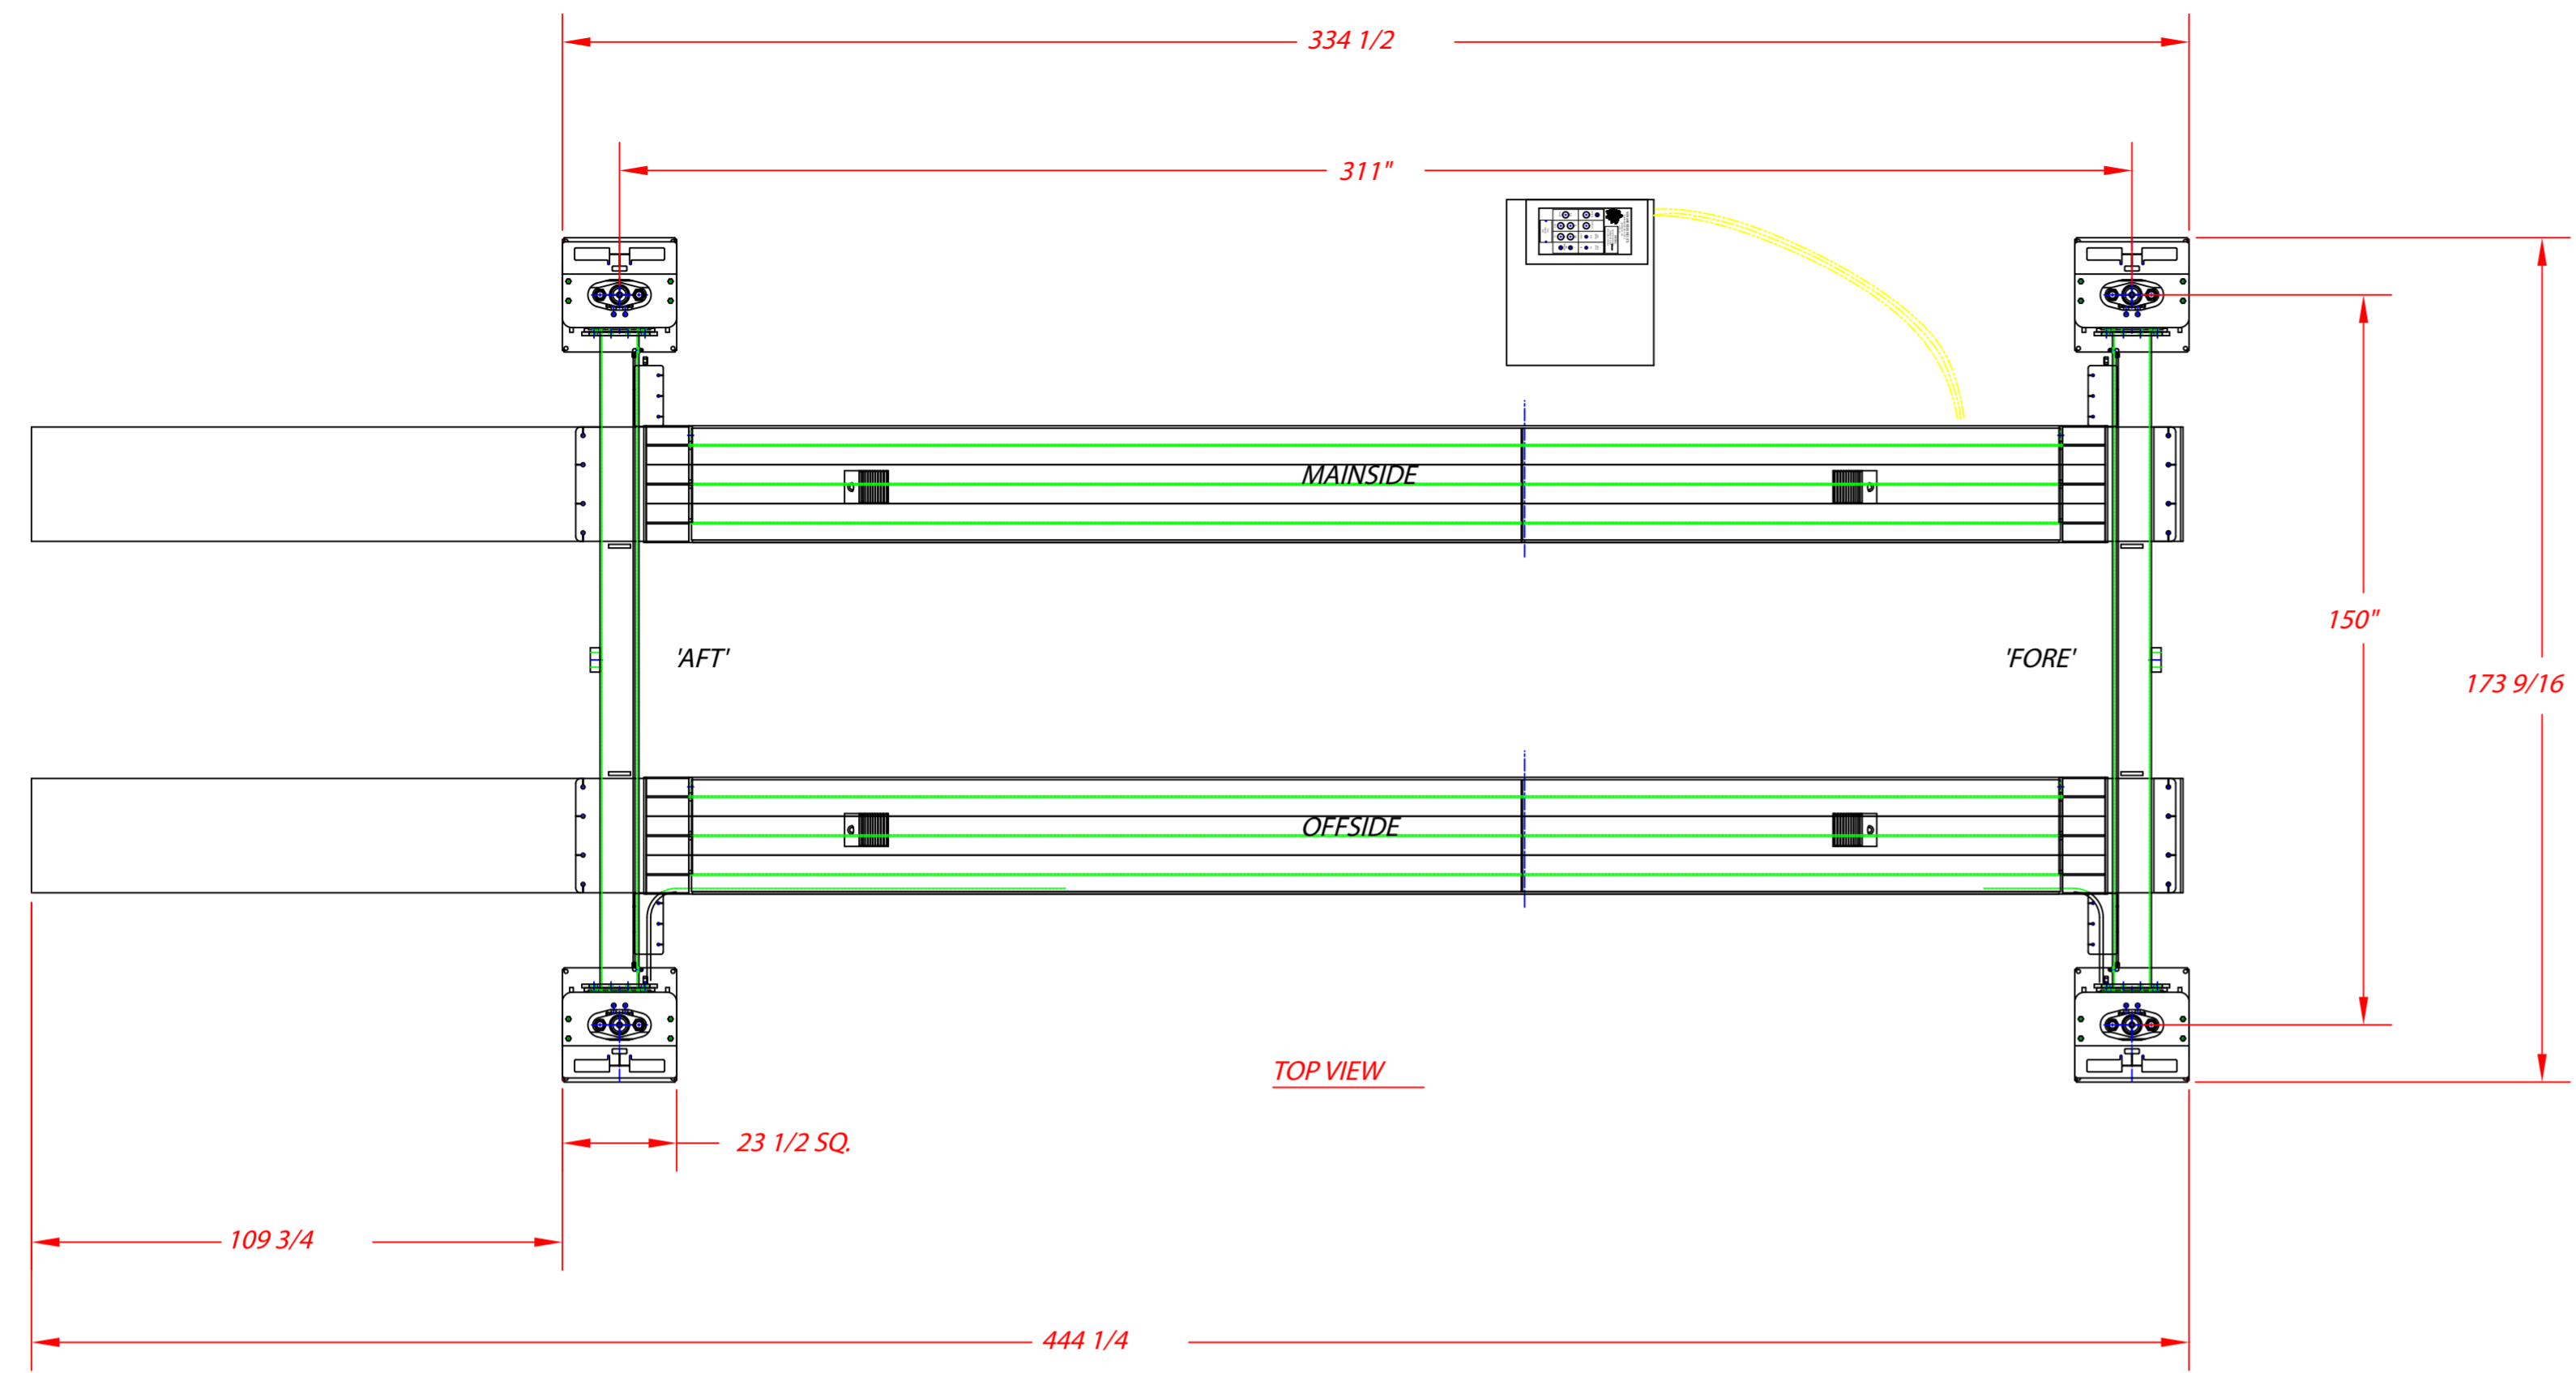 334 1/2
311"
MAINSIDE
'AFT'
'FORE'
150"
173 9/16
OFFSIDE
TOP VIEW
23 1/2 SQ.
109 3/4
444 1/4